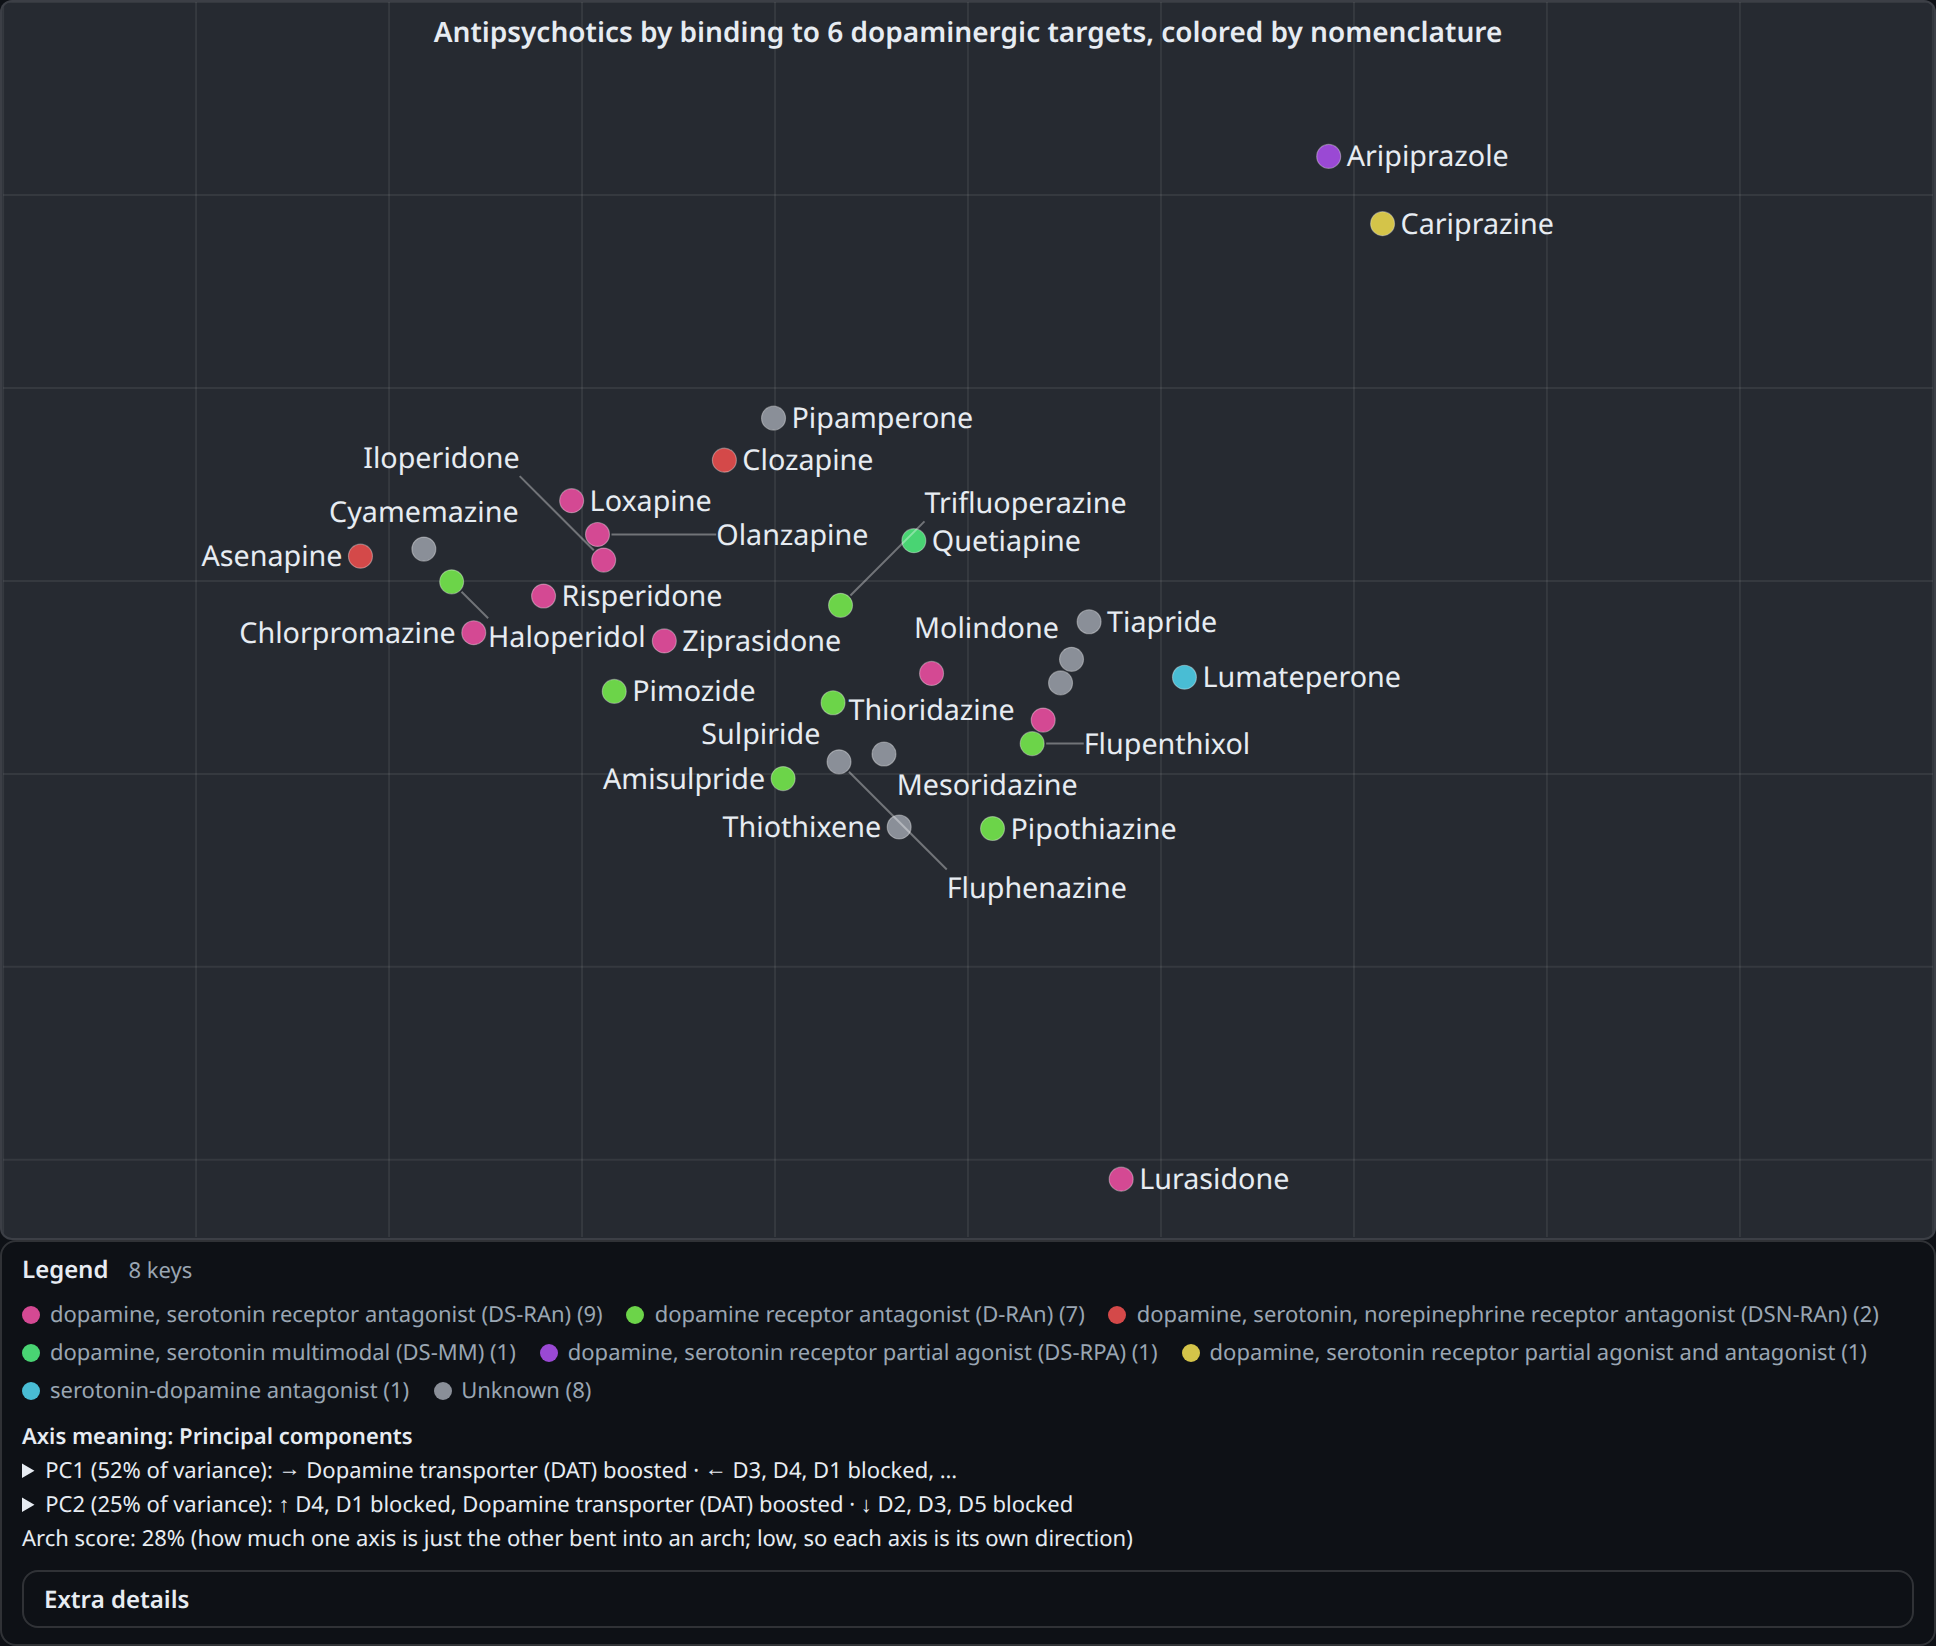 Antipsychotics by binding to 6 dopaminergic targets, colored by nomenclature
Aripiprazole
Cariprazine
Pipamperone
Iloperidone
Clozapine
Loxapine
Trifluoperazine
Cyamemazine
Olanzapine
Quetiapine
Asenapine
Risperidone
Tiapride
Molindone
Chlorpromazine
Haloperidol
Ziprasidone
Lumateperone
Pimozide
Thioridazine
Sulpiride
Flupenthixol
Amisulpride
Mesoridazine
Thiothixene
Pipothiazine
Fluphenazine
Lurasidone
Legend 8 keys
dopamine, serotonin receptor antagonist (DS-RAn) (9)
dopamine receptor antagonist (D-RAn) (7)
dopamine, serotonin, norepinephrine receptor antagonist (DSN-RAn) (2)
dopamine, serotonin multimodal (DS-MM) (1)
dopamine, serotonin receptor partial agonist (DS-RPA) (1)
dopamine, serotonin receptor partial agonist and antagonist (1)
serotonin-dopamine antagonist (1)
Unknown (8)
Axis meaning: Principal components
▶ PC1 (52% of variance): → Dopamine transporter (DAT) boosted · ← D3, D4, D1 blocked, ...
▶ PC2 (25% of variance): ↑ D4, D1 blocked, Dopamine transporter (DAT) boosted · ↓ D2, D3, D5 blocked
Arch score: 28% (how much one axis is just the other bent into an arch; low, so each axis is its own direction)
Extra details